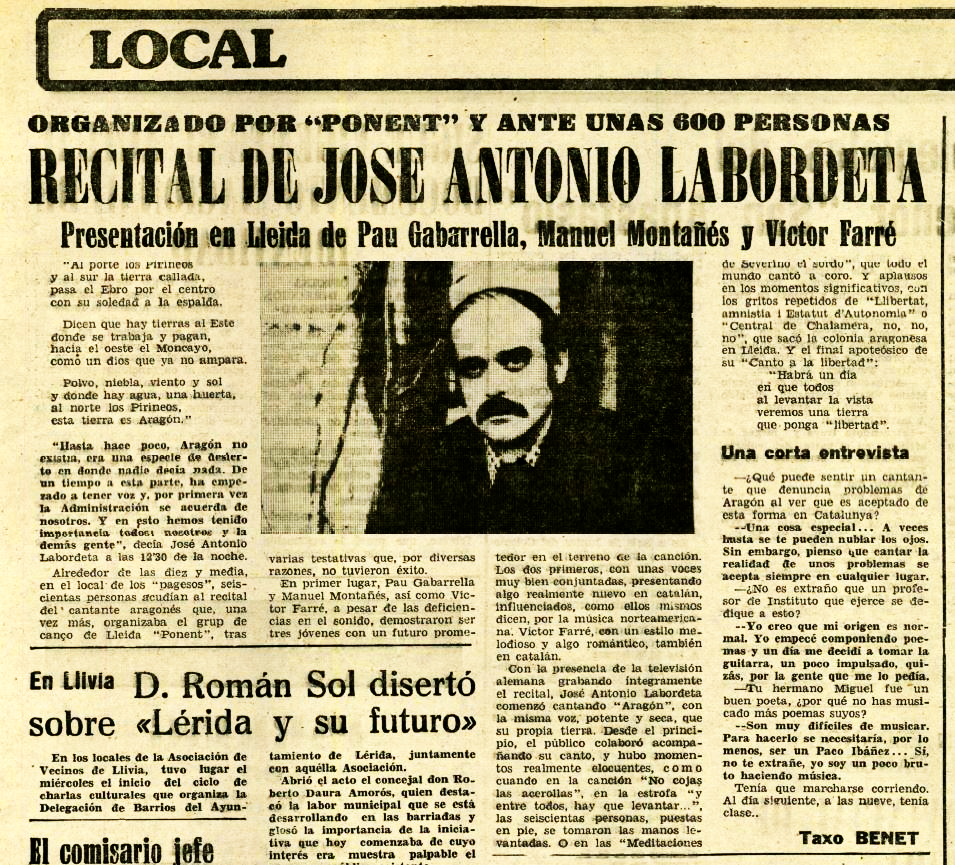 LOCAL
ORGANIZADO POR "PONENT" Y ANTE UNAS 600 PERSONAS
RECITAL DE JOSE ANTONIO LABORDETA
Presentación en Lleida de Pau Gabarrella, Manuel Montañés y Víctor Farré
"Al porte los Pirineos
y al sur la tierra callada,
pasa el Ebro por el centro
con su soledad a la espalda.
Dicen que hay tierras al Este
donde se trabaja y pagan,
hacia el oeste el Moncayo,
como un dios que ya no ampara.
Polvo, niebla, viento y sol
y donde hay agua, una huerta,
al norte los Pirineos,
esta tierra es Aragón."
"Hasta hace poco, Aragón no
existía, era una especie de desier-
to en donde nadie decía nada. De
un tiempo a esta parte, ha empe-
zado a tener voz y, por primera vez
la Administración se acuerda de
nosotros. Y en esto hemos tenido
importancia todos: nosotros y la
demás gente", decía José Antonio
Labordeta a las 12'30 de la noche.
Alrededor de las diez y media,
en el local de los "pagesos", seis-
cientas personas acudían al recital
del cantante aragonés que, una
vez más, organizaba el grup de
canço de Lleida "Ponent", tras
varias testativas que, por diversas
razones, no tuvieron éxito.
En primer lugar, Pau Gabarrella
y Manuel Montañés, así como Víc-
tor Farré, a pesar de las deficien-
cias en el sonido, demostraron ser
tres jóvenes con un futuro prome-
tedor en el terreno de la canción.
Los dos primeros, con unas voces
muy bien conjuntadas, presentando
algo realmente nuevo en catalán,
influenciados, como ellos mismos
dicen, por la música norteamerica-
na. Víctor Farré, con un estilo me-
lodioso y algo romántico, también
en catalán.
Con la presencia de la televisión
alemana grabando íntegramente
el recital, José Antonio Labordeta
comenzó cantando "Aragón", con
la misma voz, potente y seca, que
su propia tierra. Desde el princi-
pio, el público colaboró acompa-
ñando su canto, y hubo momen-
tos realmente elocuentes, como
cuando en la canción "No cojas
las acerollas", en la estrofa "y
entre todos, hay que levantar...",
las seiscientas personas, puestas
en pie, se tomaron las manos le-
vantadas. O en las "Meditaciones
de Severino el sordo", que todo el
mundo cantó a coro. Y aplausos
en los momentos significativos, con
los gritos repetidos de "Llibertat,
amnistía i Estatut d'Autonomia" o
"Central de Chalamera, no, no,
no", que sacó la colonia aragonesa
en Lleida. Y el final apoteósico de
su "Canto a la libertad":
"Habrá un día
en que todos
al levantar la vista
veremos una tierra
que ponga "libertad".
Una corta entrevista
—¿Qué puede sentir un cantan-
te que denuncia problemas de
Aragón al ver que es aceptado de
esta forma en Catalunya?
--Una cosa especial... A veces
hasta se te pueden nublar los ojos.
Sin embargo, pienso que cantar la
realidad de unos problemas se
acepta siempre en cualquier lugar.
—¿No es extraño que un profe-
sor de Instituto que ejerce se de-
dique a esto?
--Yo creo que mi origen es nor-
mal. Yo empecé componiendo poe-
mas y un día me decidí a tomar la
guitarra, un poco impulsado, qui-
zás, por la gente que me lo pedía.
—Tu hermano Miguel fue un
buen poeta, ¿por qué no has musi-
cado más poemas suyos?
--Son muy difíciles de musicar.
Para hacerlo se necesitaría, por lo
menos, ser un Paco Ibáñez... Sí,
no te extrañe, yo soy un poco bru-
to haciendo música.
Tenía que marcharse corriendo.
Al día siguiente, a las nueve, tenía
clase..
Taxo BENET
En Llivia D. Román Sol disertó
sobre «Lérida y su futuro»
En los locales de la Asociación de
Vecinos de Llivia, tuvo lugar el
miércoles el inicio del ciclo de
charlas culturales que organiza la
Delegación de Barrios del Ayun-
tamiento de Lérida, juntamente
con aquélla Asociación.
Abrió el acto el concejal don Ro-
berto Daura Amorós, quien desta-
có la labor municipal que se está
desarrollando en las barriadas y
glosó la importancia de la inicia-
tiva que hoy comenzaba de cuyo
interés era muestra palpable el
El comisario jefe